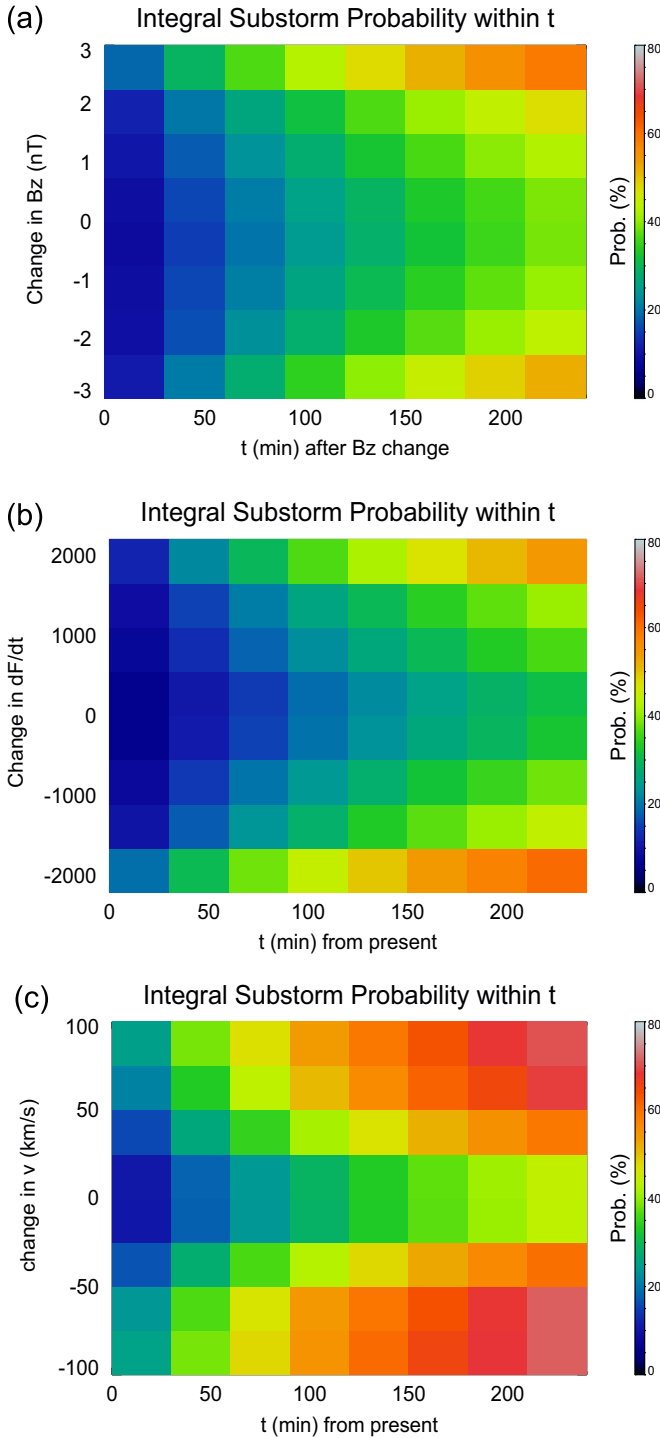 (a)
Integral Substorm Probability within t
Change in Bz (nT)
3
2
1
0
-1
-2
-3
0 50 100 150 200
t (min) after Bz change
Prob. (%)
80
60
40
20
0
(b)
Integral Substorm Probability within t
Change in dF/dt
2000
1000
0
-1000
-2000
0 50 100 150 200
t (min) from present
Prob. (%)
80
60
40
20
0
(c)
Integral Substorm Probability within t
change in v (km/s)
100
50
0
-50
-100
0 50 100 150 200
t (min) from present
Prob. (%)
80
60
40
20
0